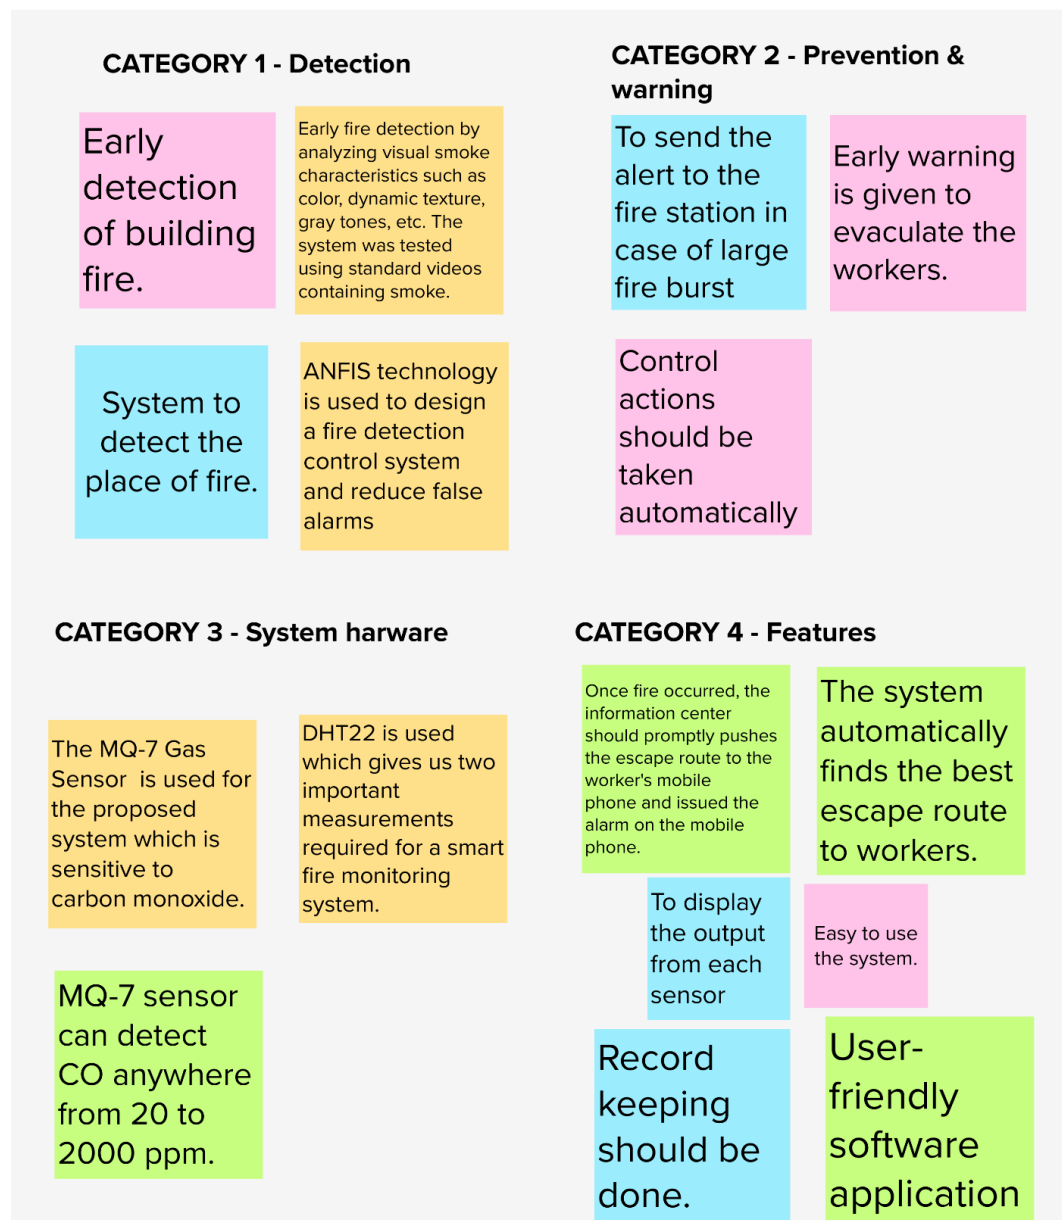 CATEGORY 1 - Detection
Early
detection
of building
fire.
Early fire detection by
analyzing visual smoke
characteristics such as
color, dynamic texture,
gray tones, etc. The
system was tested
using standard videos
containing smoke.
System to
detect the
place of fire.
ANFIS technology
is used to design
a fire detection
control system
and reduce false
alarms
CATEGORY 2 - Prevention &
warning
To send the
alert to the
fire station in
case of large
fire burst
Early warning
is given to
evaculate the
workers.
Control
actions
should be
taken
automatically
CATEGORY 3 - System harware
The MQ-7 Gas
Sensor is used for
the proposed
system which is
sensitive to
carbon monoxide.
DHT22 is used
which gives us two
important
measurements
required for a smart
fire monitoring
system.
MQ-7 sensor
can detect
CO anywhere
from 20 to
2000 ppm.
CATEGORY 4 - Features
Once fire occurred, the
information center
should promptly pushes
the escape route to the
worker's mobile
phone and issued the
alarm on the mobile
phone.
The system
automatically
finds the best
escape route
to workers.
To display
the output
from each
sensor
Easy to use
the system.
Record
keeping
should be
done.
User-
friendly
software
application